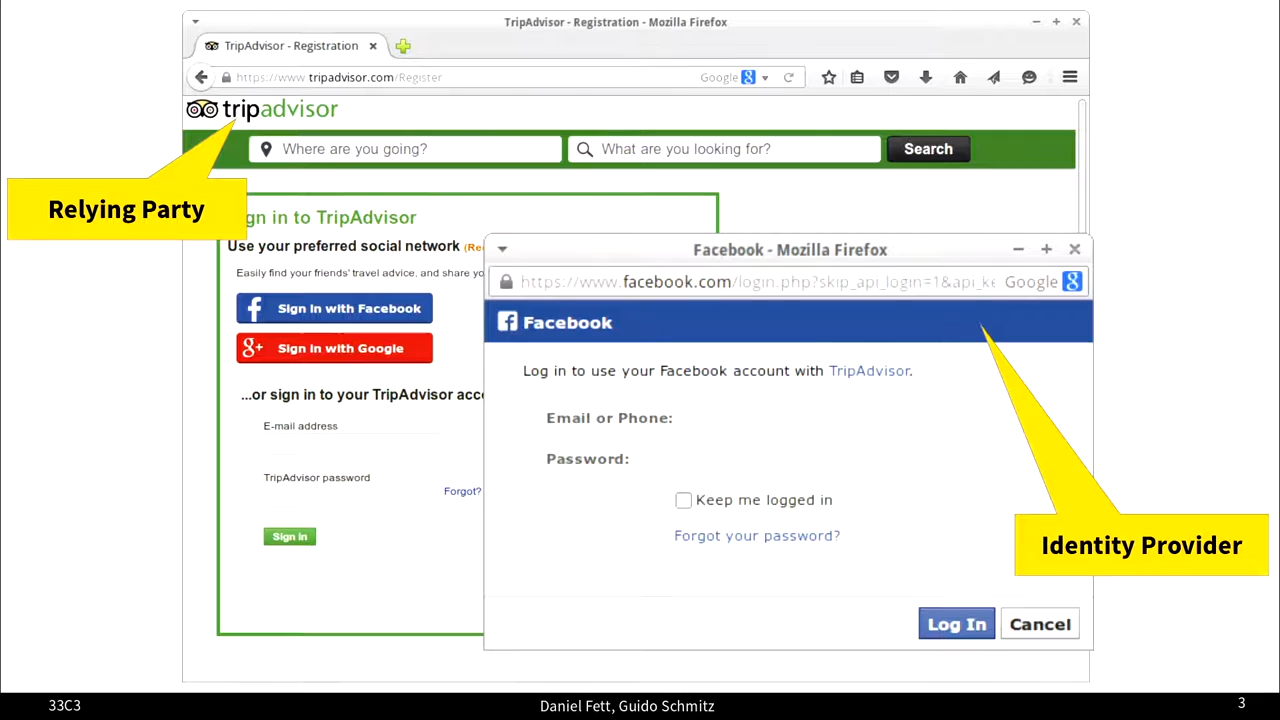 TripAdvisor - Registration - Mozilla Firefox
TripAdvisor - Registration
https://www.tripadvisor.com/Register
Google
tripadvisor
Where are you going?
What are you looking for?
Search
Relying Party
gn in to TripAdvisor
Use your preferred social network (Re
Easily find your friends' travel advice, and share yo
Sign in with Facebook
Sign in with Google
...or sign in to your TripAdvisor acc
E-mail address
TripAdvisor password
Forgot?
Sign in
Facebook - Mozilla Firefox
https://www.facebook.com/login.php?skip_api_login=1&api_ke
Google
Facebook
Log in to use your Facebook account with TripAdvisor.
Email or Phone:
Password:
Keep me logged in
Forgot your password?
Identity Provider
Log In
Cancel
33C3
Daniel Fett, Guido Schmitz
3